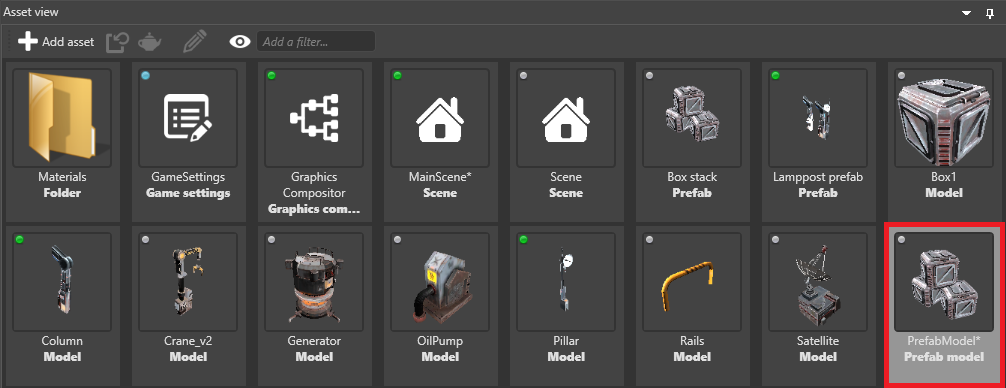 Asset view
Add asset
Add a filter...
Materials
Folder
GameSettings
Game settings
Graphics
Compositor
Graphics com...
MainScene*
Scene
Scene
Scene
Box stack
Prefab
Lamppost prefab
Prefab
Box1
Model
Column
Model
Crane_v2
Model
Generator
Model
OilPump
Model
Pillar
Model
Rails
Model
Satellite
Model
PrefabModel*
Prefab model